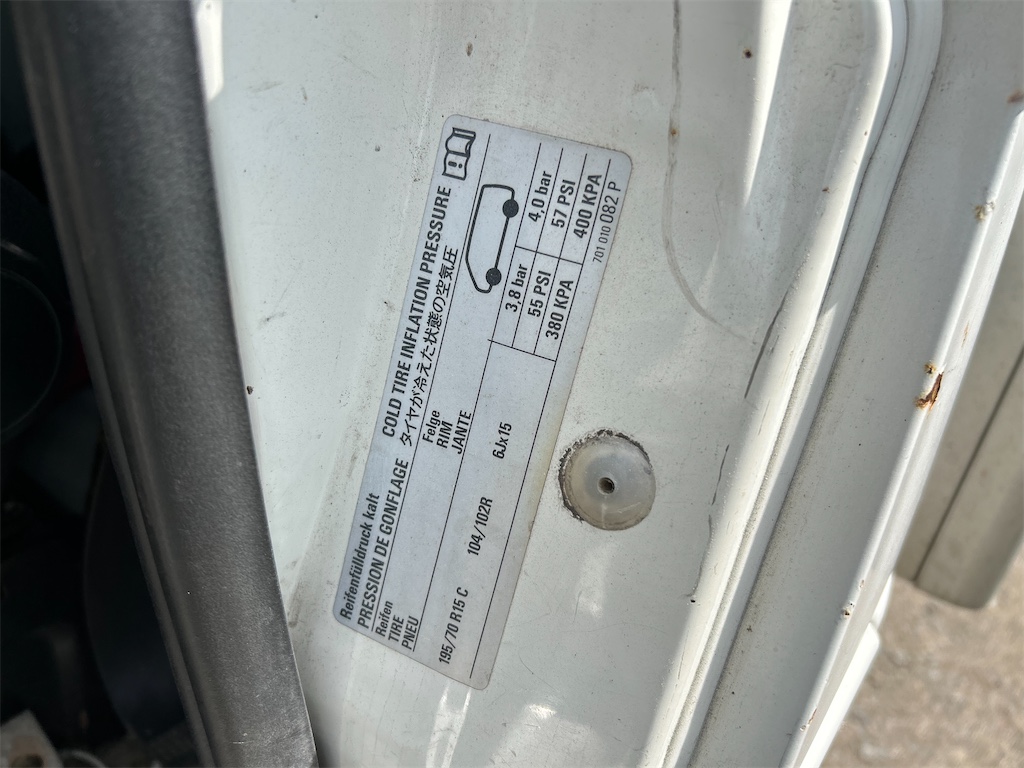 Reifenfülldruck kalt
COLD TIRE INFLATION PRESSURE
PRESSION DE GONFLAGE
タイヤが冷えた状態の空気圧
Reifen
TIRE
PNEU
Felge
RIM
JANTE
195/70 R15 C 104/102R 6Jx15
3,8 bar 4,0 bar
55 PSI 57 PSI
380 KPA 400 KPA
701 010 082 P